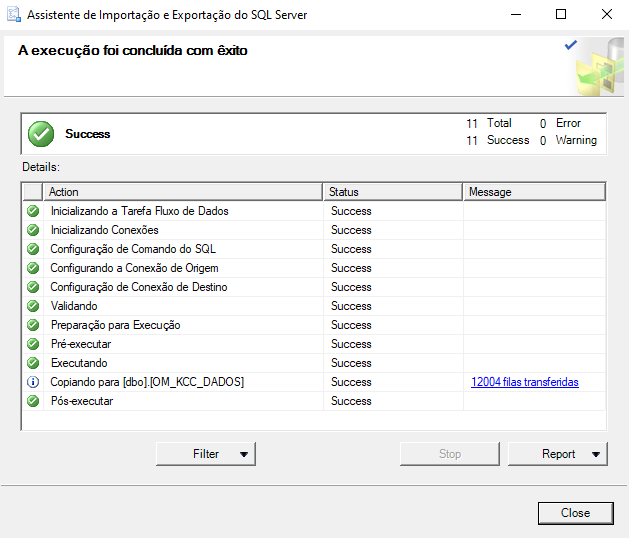 Assistente de Importação e Exportação do SQL Server
A execução foi concluída com êxito
Success
11 Total 0 Error
11 Success 0 Warning
Details:
Action Status Message
Inicializando a Tarefa Fluxo de Dados Success
Inicializando Conexões Success
Configuração de Comando do SQL Success
Configurando a Conexão de Origem Success
Configuração de Conexão de Destino Success
Validando Success
Preparação para Execução Success
Pré-executar Success
Executando Success
Copiando para [dbo].[OM_KCC_DADOS] Success 12004 filas transferidas
Pós-executar Success
Filter Stop Report
Close